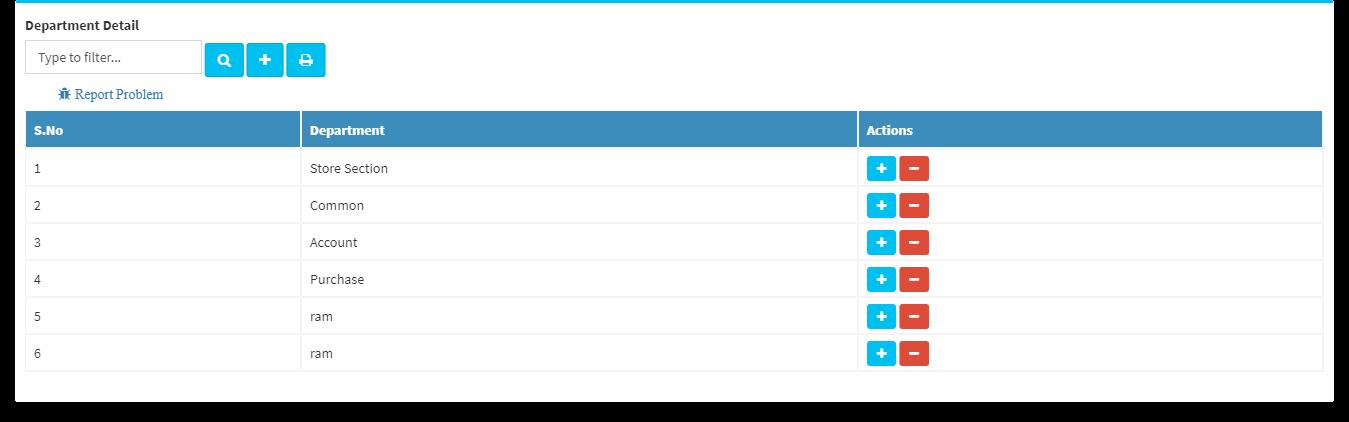 Department Detail
Type to filter...
Report Problem
S.No Department Actions
1 Store Section
2 Common
3 Account
4 Purchase
5 ram
6 ram